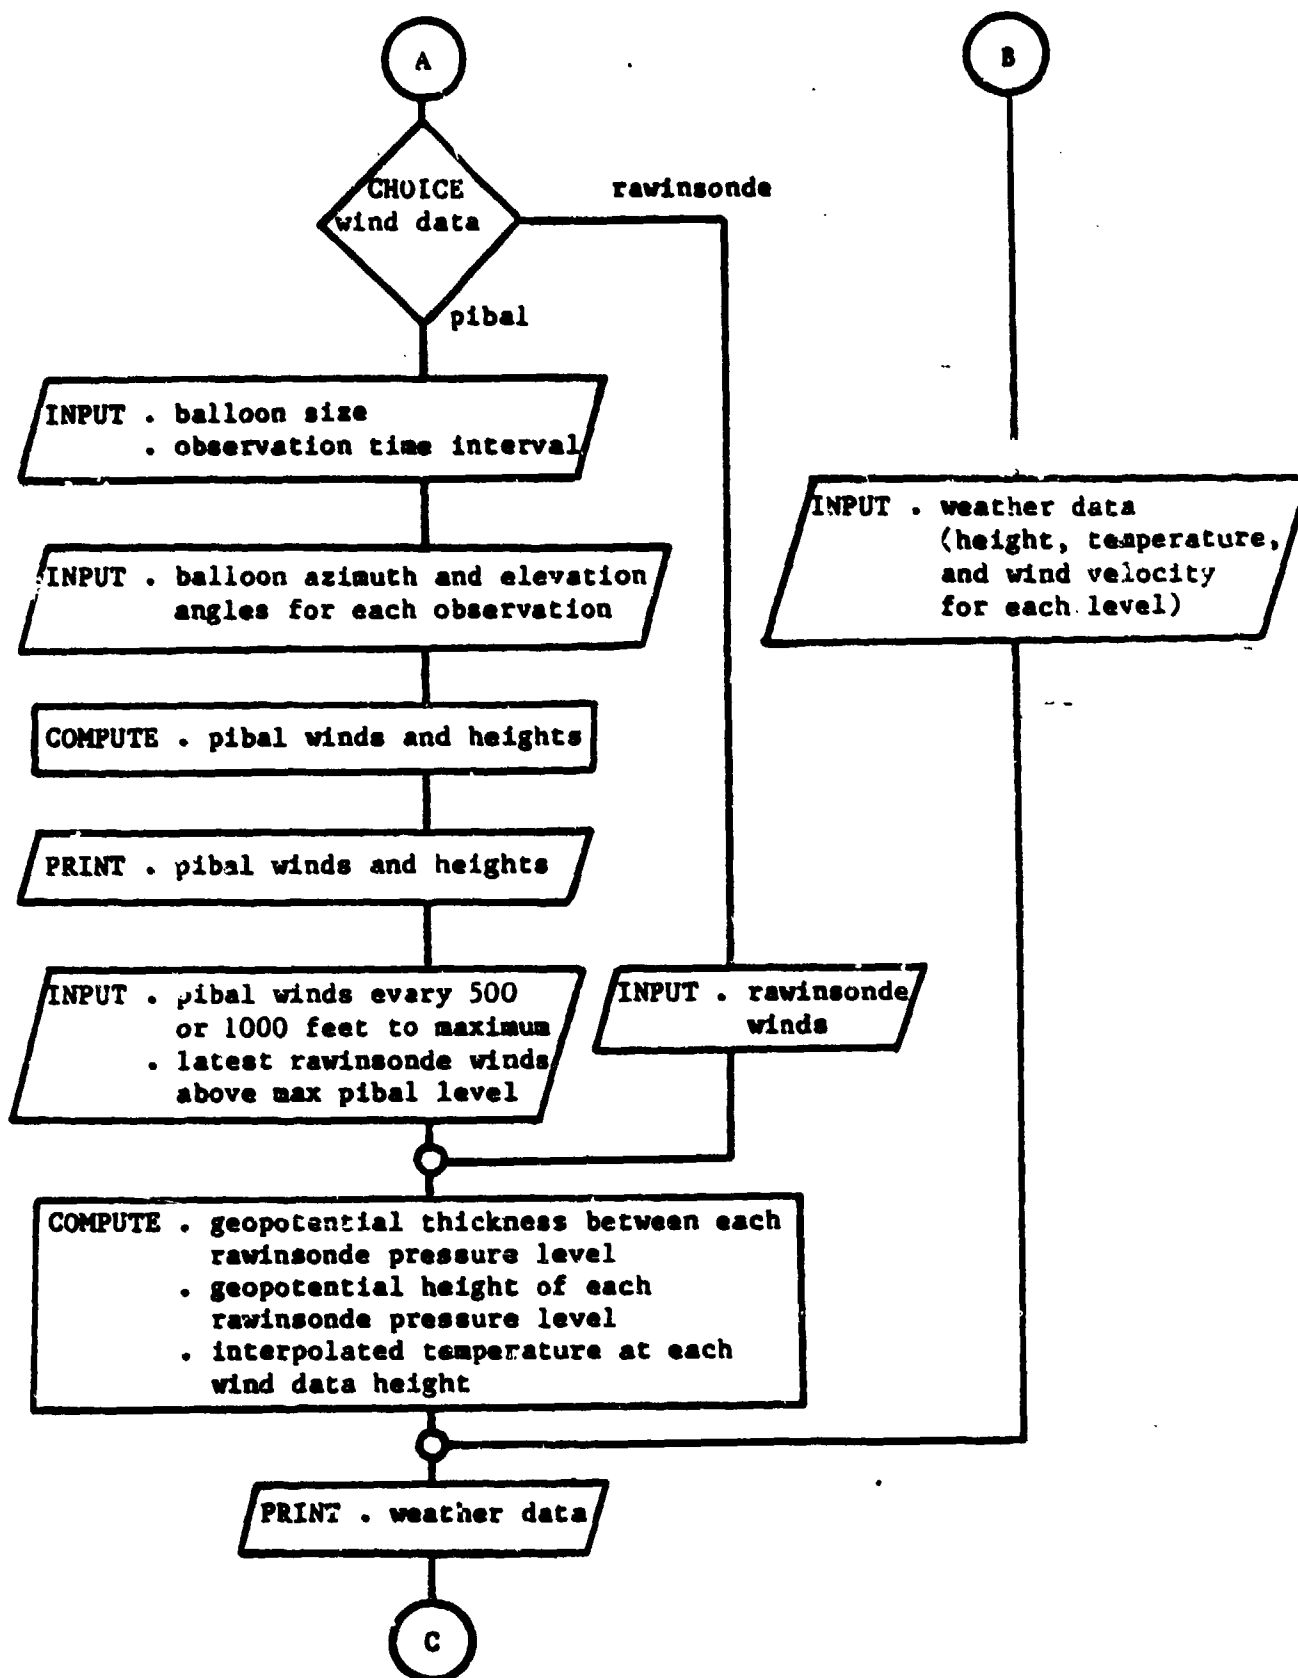 A
B
CHOICE
wind data
rawinsonde
pibal
INPUT . balloon size
. observation time interval
INPUT . weather data
(height, temperature,
and wind velocity
for each level)
INPUT . balloon azimuth and elevation
angles for each observation
COMPUTE . pibal winds and heights
PRINT . pibal winds and heights
INPUT . pibal winds evary 500
or 1000 feet to maximum
. latest rawinsonde winds
above max pibal level
INPUT . rawinsonde
winds
COMPUTE . geopotential thickness between each
rawinsonde pressure level
. geopotential height of each
rawinsonde pressure level
. interpolated temperature at each
wind data height
PRINT . weather data
C